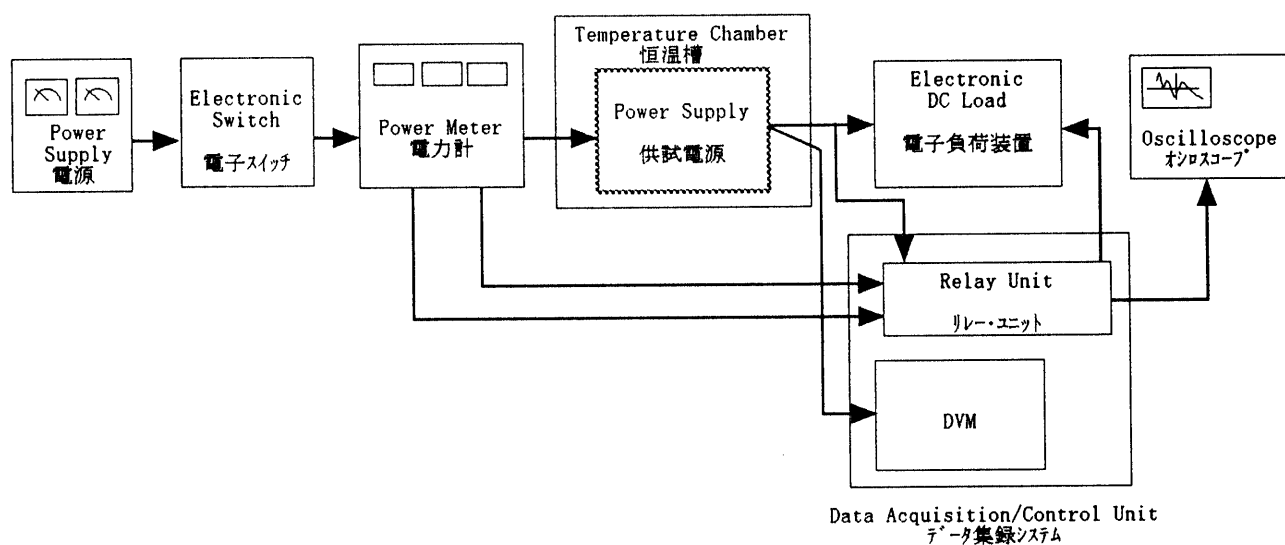 Power
Supply
電源
Electronic
Switch
電子スイッチ
Power Meter
電力計
Temperature Chamber
恒温槽
Power Supply
供試電源
Electronic
DC Load
電子負荷装置
Oscilloscope
オシロスコープ
Relay Unit
リレー・ユニット
DVM
Data Acquisition/Control Unit
データ集録システム